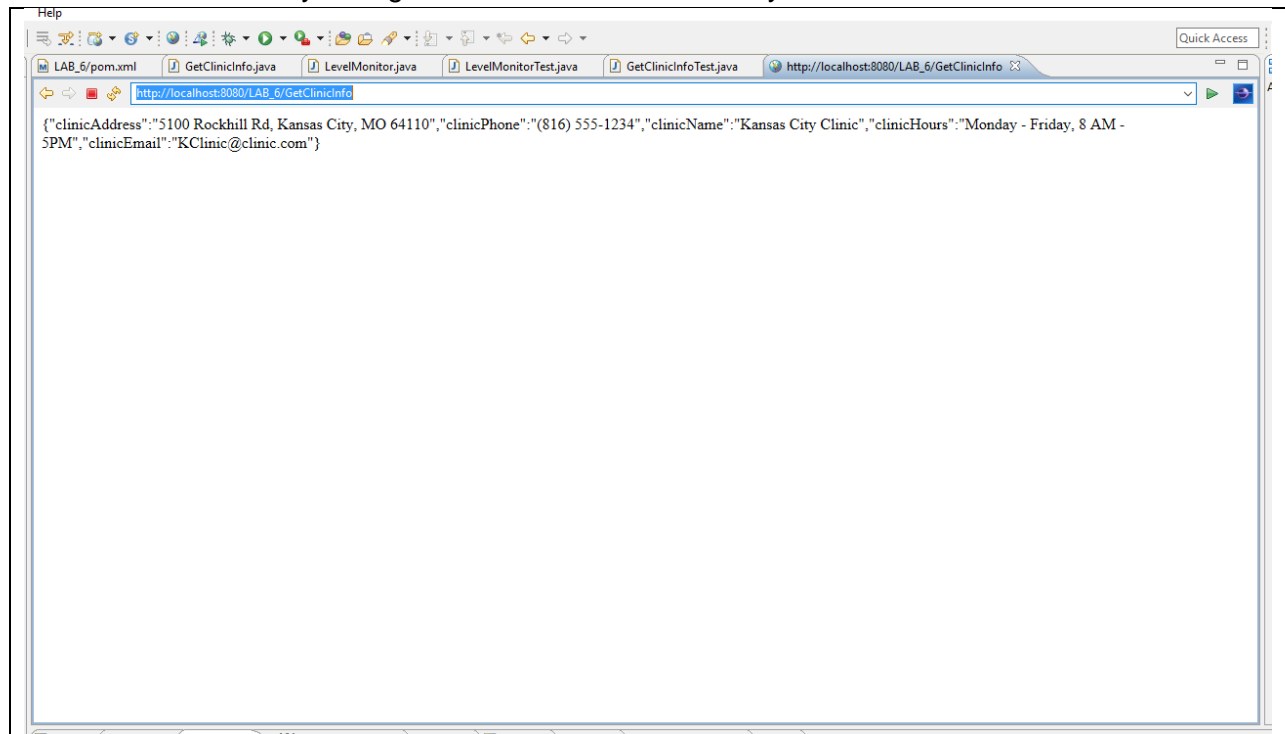 Help
Quick Access
LAB_6/pom.xml GetClinicInfo.java LevelMonitor.java LevelMonitorTest.java GetClinicInfoTest.java http://localhost:8080/LAB_6/GetClinicInfo
http://localhost:8080/LAB_6/GetClinicInfo
{"clinicAddress":"5100 Rockhill Rd, Kansas City, MO 64110","clinicPhone":"(816) 555-1234","clinicName":"Kansas City Clinic","clinicHours":"Monday - Friday, 8 AM -
5PM","clinicEmail":"KClinic@clinic.com"}